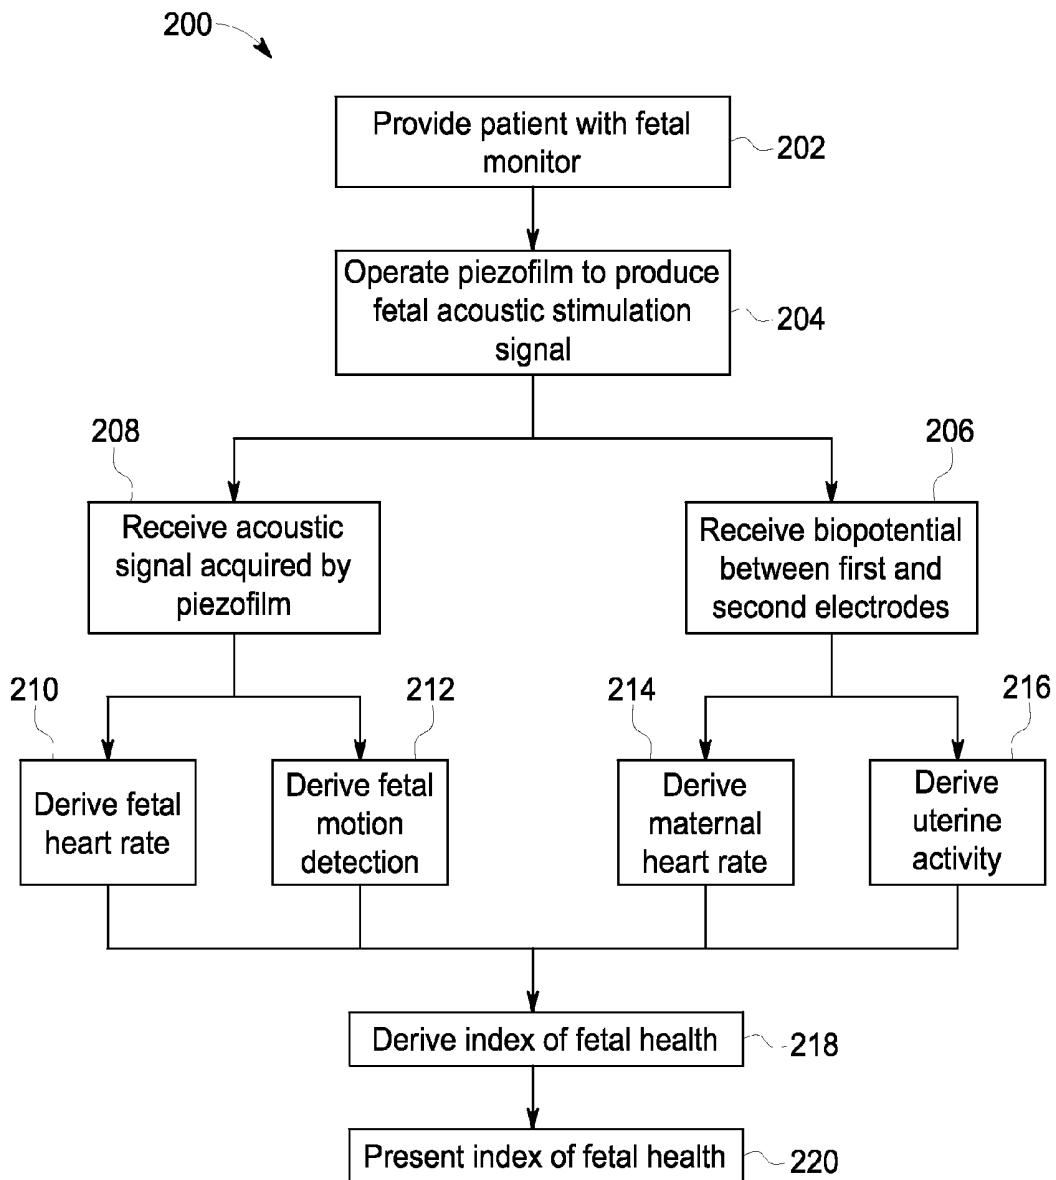 200
Provide patient with fetal
monitor
202
Operate piezofilm to produce
fetal acoustic stimulation
signal
204
208
206
Receive acoustic
signal acquired by
piezofilm
Receive biopotential
between first and
second electrodes
210
212
214
216
Derive fetal
heart rate
Derive fetal
motion
detection
Derive
maternal
heart rate
Derive
uterine
activity
Derive index of fetal health
218
Present index of fetal health
220